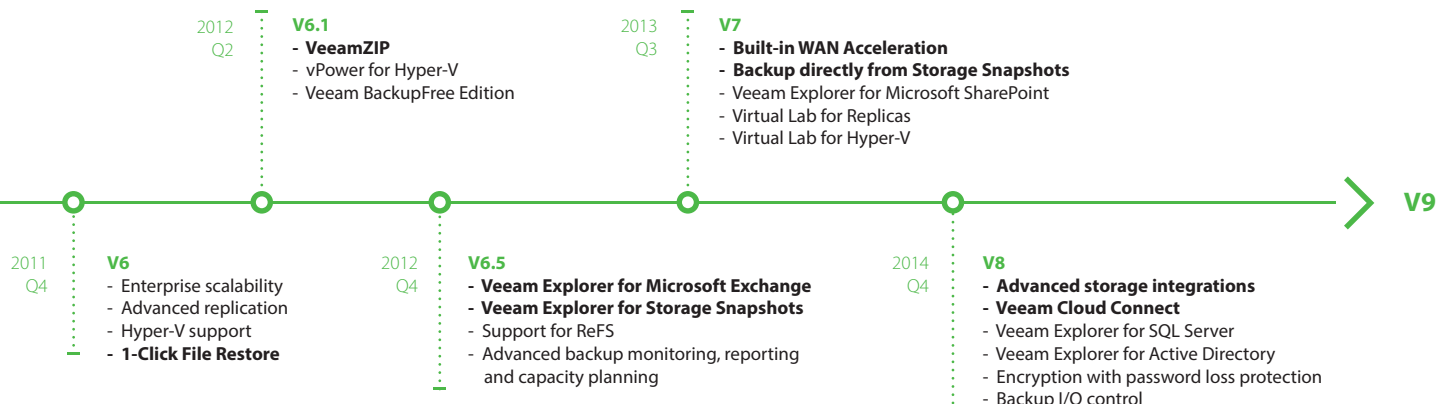 2012
Q2
V6.1
- VeeamZIP
- vPower for Hyper-V
- Veeam BackupFree Edition
2013
Q3
V7
- Built-in WAN Acceleration
- Backup directly from Storage Snapshots
- Veeam Explorer for Microsoft SharePoint
- Virtual Lab for Replicas
- Virtual Lab for Hyper-V
V9
2011
Q4
V6
- Enterprise scalability
- Advanced replication
- Hyper-V support
- 1-Click File Restore
2012
Q4
V6.5
- Veeam Explorer for Microsoft Exchange
- Veeam Explorer for Storage Snapshots
- Support for ReFS
- Advanced backup monitoring, reporting
and capacity planning
2014
Q4
V8
- Advanced storage integrations
- Veeam Cloud Connect
- Veeam Explorer for SQL Server
- Veeam Explorer for Active Directory
- Encryption with password loss protection
- Backup I/O control